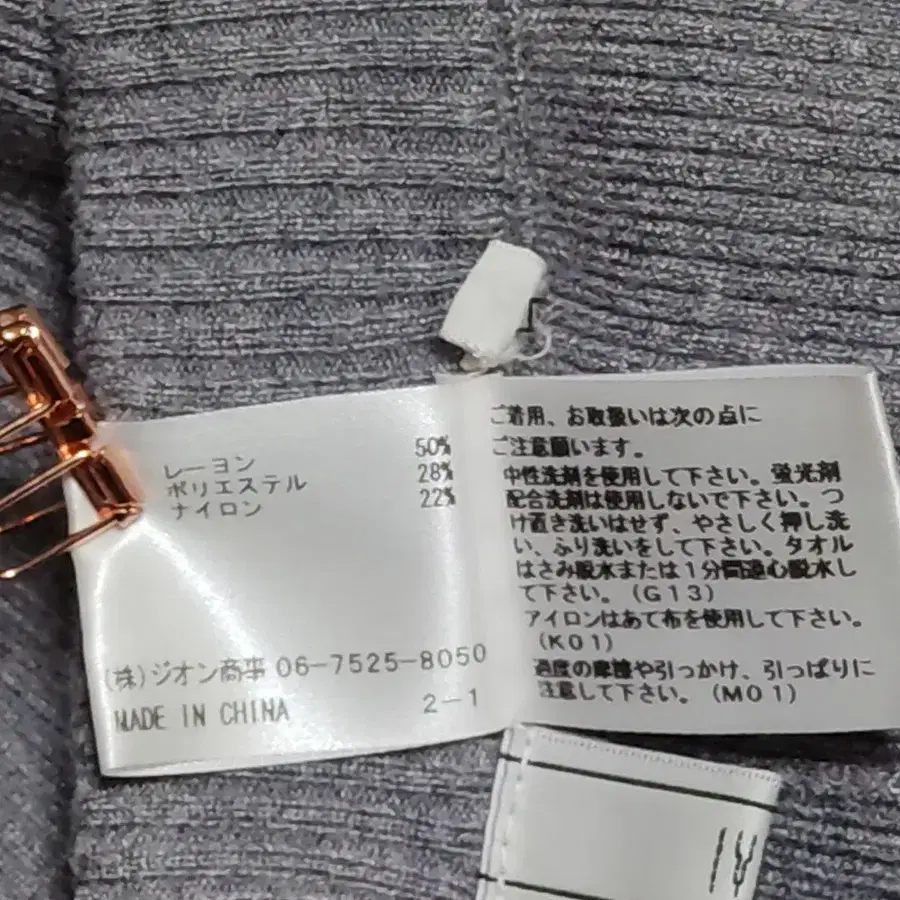 レーヨン 50%
ポリエステル 28%
ナイロン 22%
(株)ジオン商事 06-7525-8050
MADE IN CHINA 2-1
ご着用、お取扱いは次の点に
ご注意願います。
中性洗剤を使用して下さい。蛍光剤
配合洗剤は使用しないで下さい。つ
け置き洗いはせず、やさしく押し洗
い、ふり洗いをして下さい。タオル
はさみ脱水または1分間遠心脱水し
て下さい。(G13)
アイロンはあて布を使用して下さい。
(K01)
過度の摩擦や引っかけ、引っぱりに
注意して下さい。(M01)